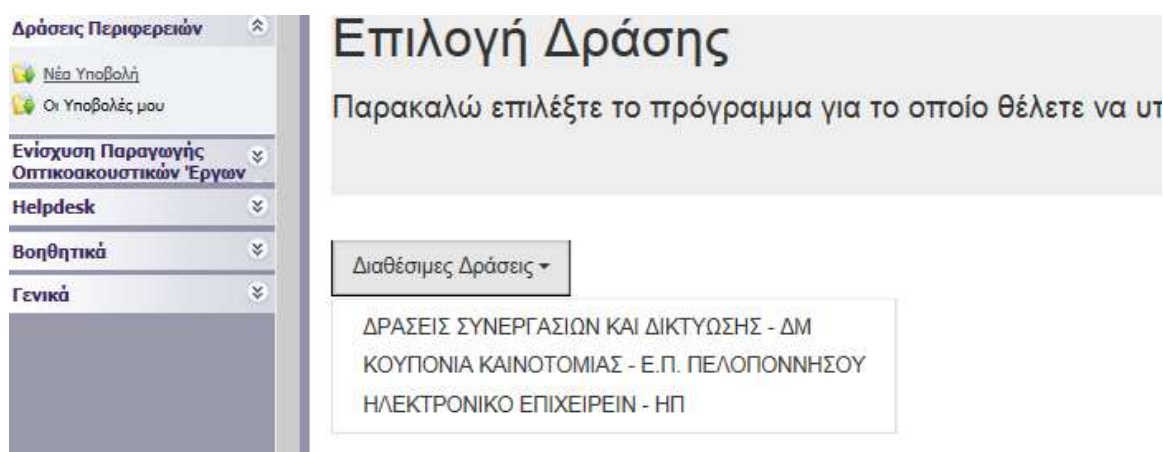 Δράσεις Περιφερειών
Νέα Υποβολή
Οι Υποβολές μου
Ενίσχυση Παραγωγής
Οπτικοακουστικών Έργων
Helpdesk
Βοηθητικά
Γενικά
Επιλογή Δράσης
Παρακαλώ επιλέξτε το πρόγραμμα για το οποίο θέλετε να
Διαθέσιμες Δράσεις
ΔΡΑΣΕΙΣ ΣΥΝΕΡΓΑΣΙΩΝ ΚΑΙ ΔΙΚΤΥΩΣΗΣ - ΔΜ
ΚΟΥΠΟΝΙΑ ΚΑΙΝΟΤΟΜΙΑΣ - Ε.Π. ΠΕΛΟΠΟΝΝΗΣΟΥ
ΗΛΕΚΤΡΟΝΙΚΟ ΕΠΙΧΕΙΡΕΙΝ - ΗΠ